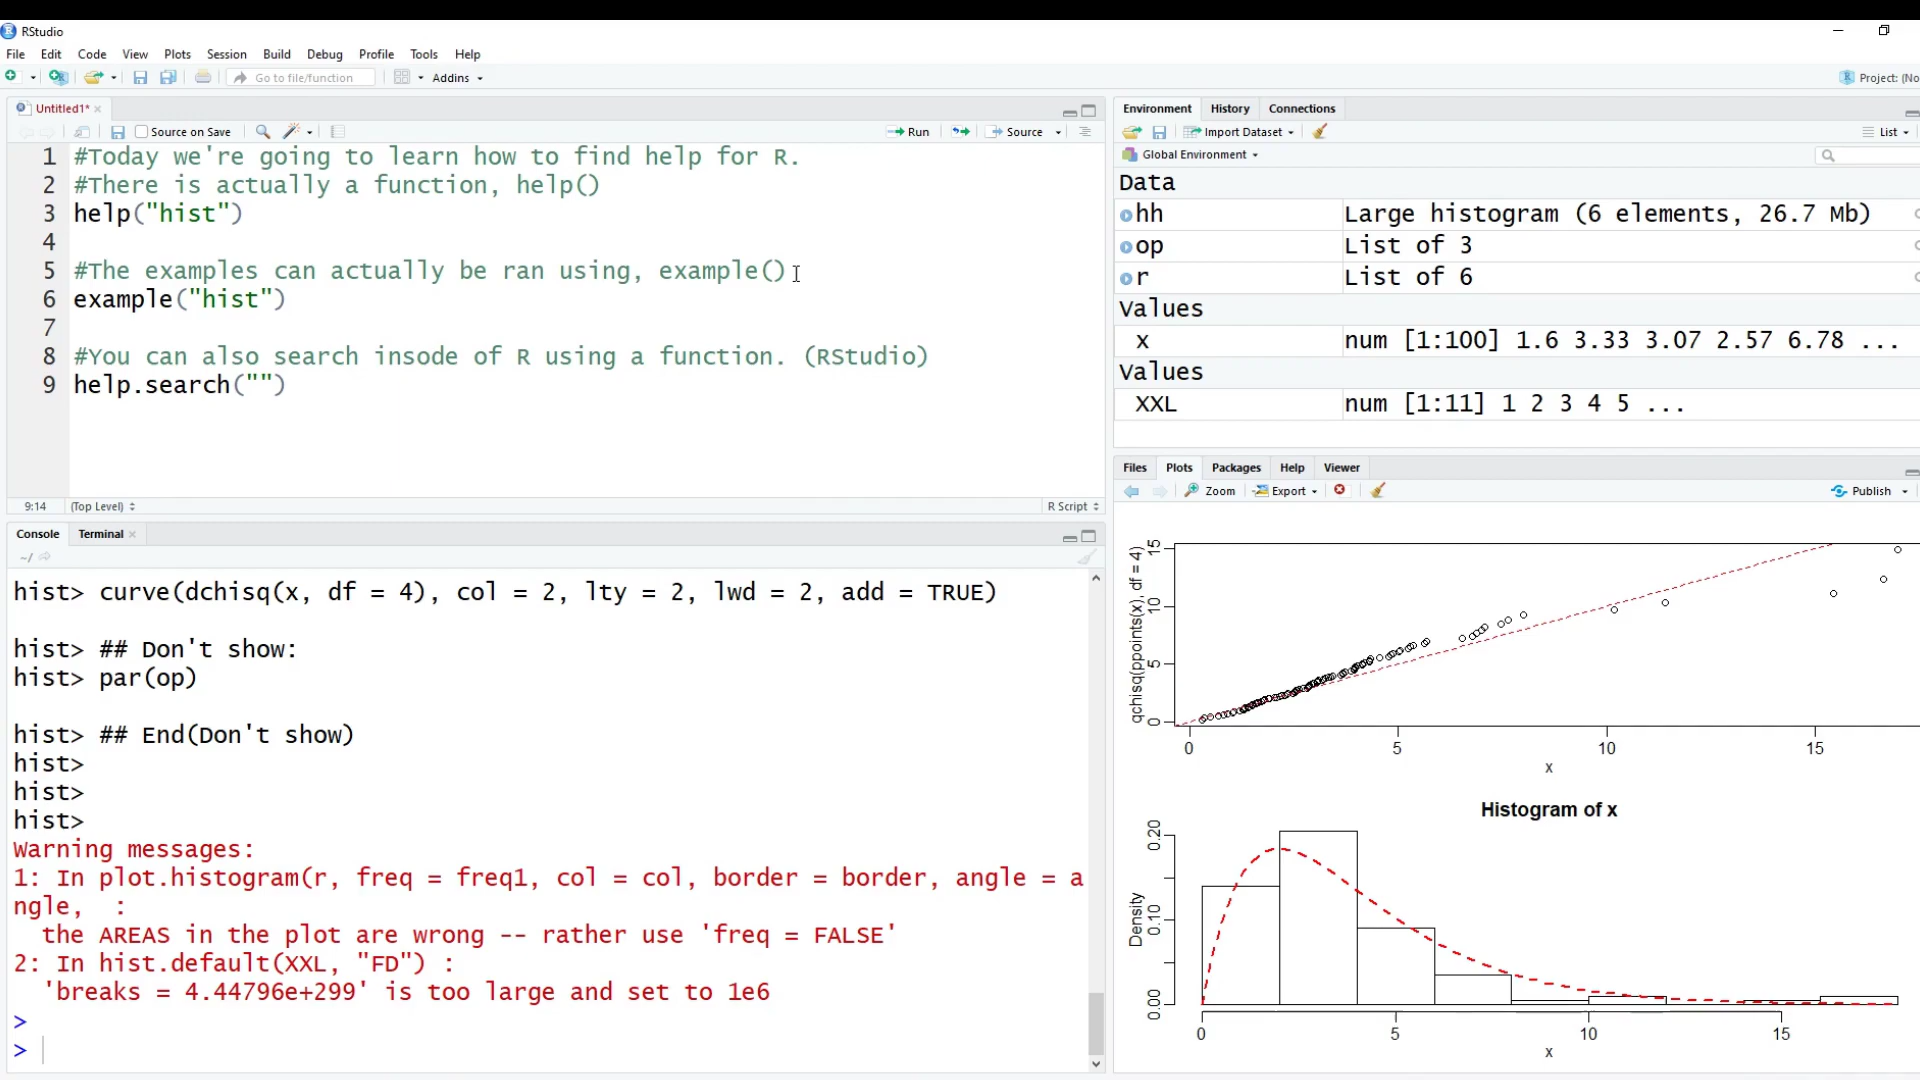 RStudio
File Edit Code View Plots Session Build Debug Profile Tools Help
Go to file/function Addins Project: (No
Untitled1*
Source on Save Run Source
1 #Today we're going to learn how to find help for R.
2 #There is actually a function, help()
3 help("hist")
4
5 #The examples can actually be ran using, example()
6 example("hist")
7
8 #You can also search insode of R using a function. (RStudio)
9 help.search("")
9:14 (Top Level) R Script
Console Terminal
~/
hist> curve(dchisq(x, df = 4), col = 2, lty = 2, lwd = 2, add = TRUE)
hist> ## Don't show:
hist> par(op)
hist> ## End(Don't show)
hist>
hist>
hist>
Warning messages:
1: In plot.histogram(r, freq = freq1, col = col, border = border, angle = a
ngle,  :
the AREAS in the plot are wrong -- rather use 'freq = FALSE'
2: In hist.default(XXL, "FD") :
'breaks = 4.44796e+299' is too large and set to 1e6
>
>
Environment History Connections
Import Dataset List
Global Environment
Data
hh Large histogram (6 elements, 26.7 Mb)
op List of 3
r List of 6
Values
x num [1:100] 1.6 3.33 3.07 2.57 6.78 ...
Values
XXL num [1:11] 1 2 3 4 5 ...
Files Plots Packages Help Viewer
Zoom Export Publish
qchisq(ppoints(x), df = 4)
15
10
5
0
0 5 10 15
x
Histogram of x
Density
0.20
0.10
0.00
0 5 10 15
x